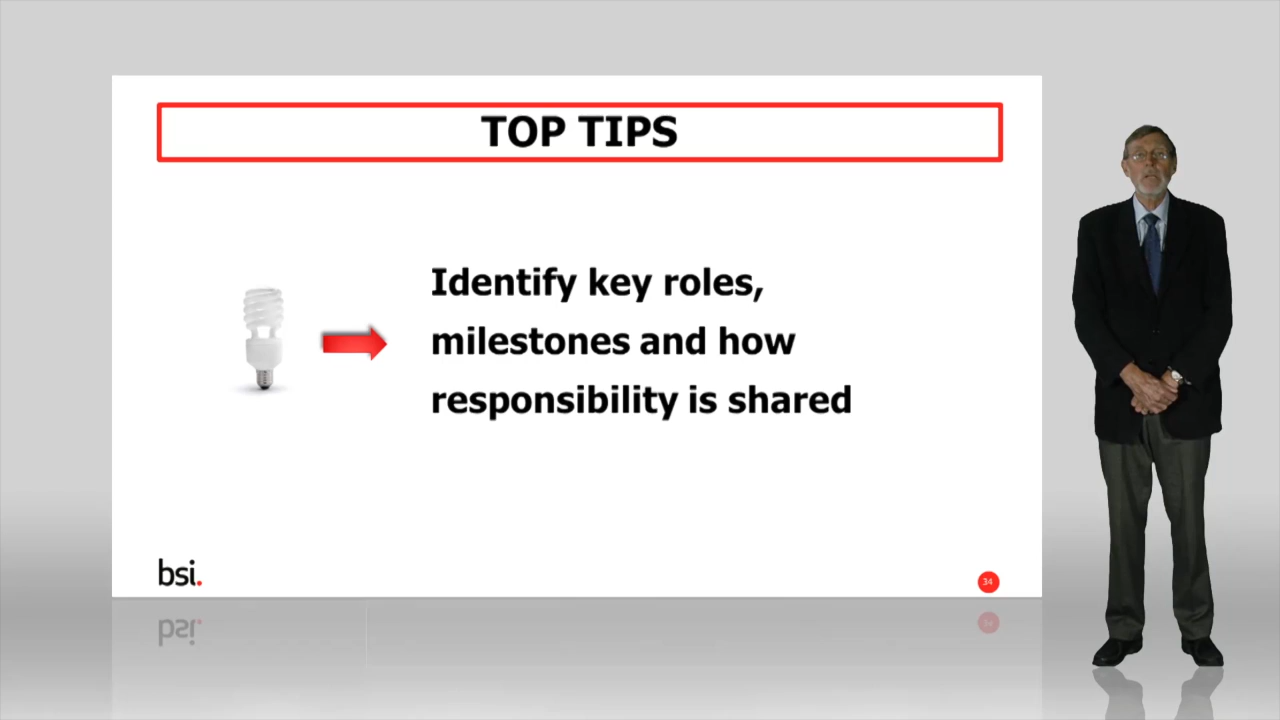 TOP TIPS
Identify key roles,
milestones and how
responsibility is shared
bsi.
34